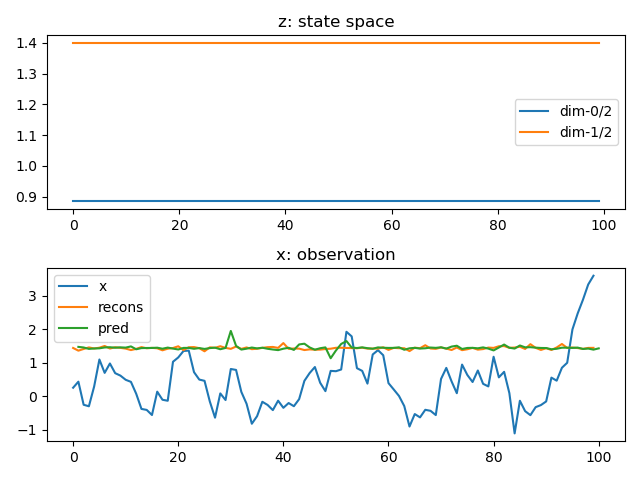 z: state space
1.4
1.3
1.2
1.1
1.0
0.9
dim-0/2
dim-1/2
0 20 40 60 80 100
x: observation
3
2
1
0
−1
x
recons
pred
0 20 40 60 80 100